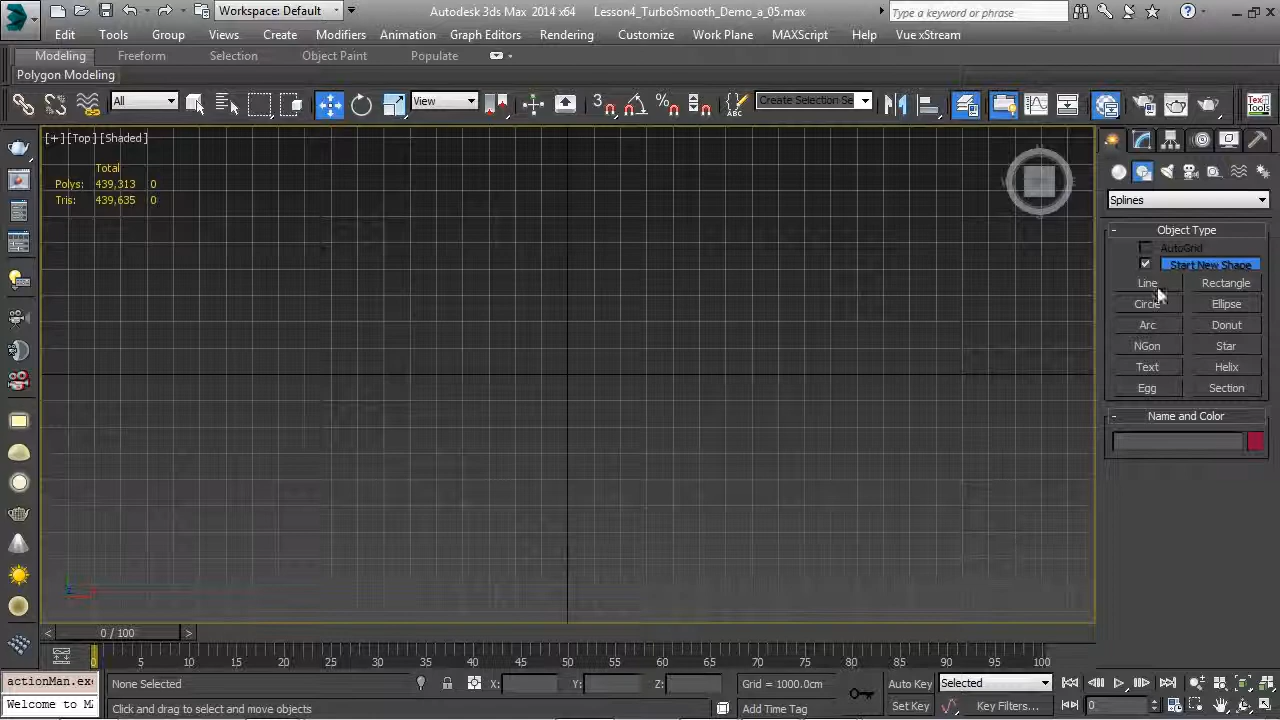 Workspace: Default
Autodesk 3ds Max 2014 x64
Lesson4_TurboSmooth_Demo_a_05.max
Type a keyword or phrase
Edit Tools Group Views Create Modifiers Animation Graph Editors Rendering Customize Work Plane MAXScript Help Vue xStream
Modeling Freeform Selection Object Paint Populate
Polygon Modeling
All View Create Selection Se
ABC
Text Tools
[+] [Top] [Shaded]
Total
Polys: 439,313 0
Tris: 439,635 0
Splines
- Object Type
AutoGrid
Start New Shape
Line Rectangle
Circle Ellipse
Arc Donut
NGon Star
Text Helix
Egg Section
- Name and Color
< 0 / 100 >
0 5 10 15 20 25 30 35 40 45 50 55 60 65 70 75 80 85 90 95 100
actionMan.exe
None Selected X: Y: Z: Grid = 1000.0cm Auto Key Selected
Welcome to M
Click and drag to select and move objects Add Time Tag Set Key Key Filters... 0